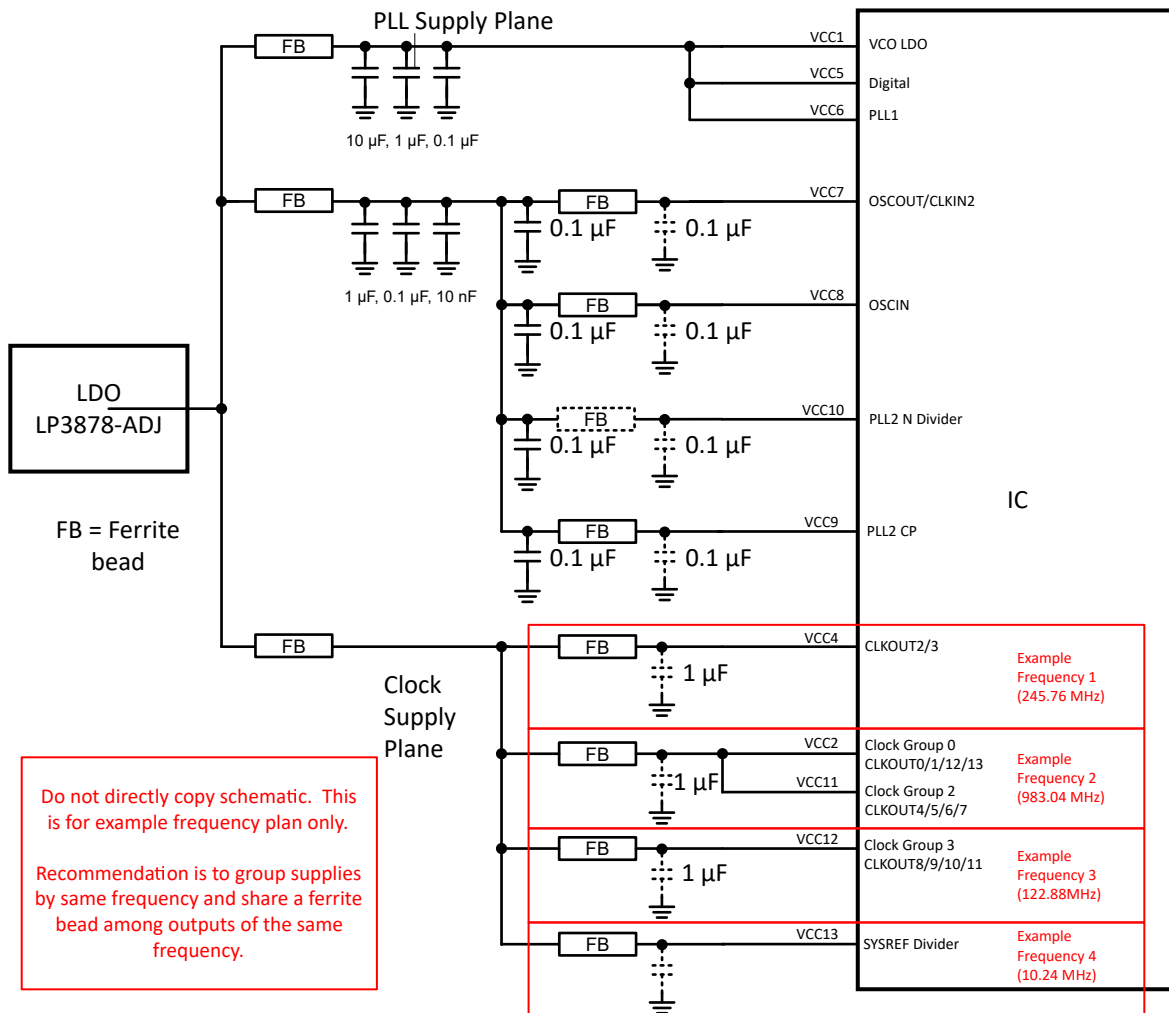 PLL Supply Plane
FB
VCC1
VCO LDO
VCC5
Digital
VCC6
PLL1
10 µF, 1 µF, 0.1 µF
FB
FB
VCC7
OSCOUT/CLKIN2
0.1 µF
0.1 µF
1 µF, 0.1 µF, 10 nF
FB
VCC8
OSCIN
0.1 µF
0.1 µF
LDO
LP3878-ADJ
FB
VCC10
PLL2 N Divider
0.1 µF
0.1 µF
IC
FB = Ferrite
bead
FB
VCC9
PLL2 CP
0.1 µF
0.1 µF
FB
FB
VCC4
CLKOUT2/3
1 µF
Example
Frequency 1
(245.76 MHz)
Clock
Supply
Plane
FB
VCC2
Clock Group 0
CLKOUT0/1/12/13
1 µF
VCC11
Clock Group 2
CLKOUT4/5/6/7
Example
Frequency 2
(983.04 MHz)
FB
VCC12
Clock Group 3
CLKOUT8/9/10/11
1 µF
Example
Frequency 3
(122.88MHz)
FB
VCC13
SYSREF Divider
Example
Frequency 4
(10.24 MHz)
Do not directly copy schematic. This
is for example frequency plan only.
Recommendation is to group supplies
by same frequency and share a ferrite
bead among outputs of the same
frequency.